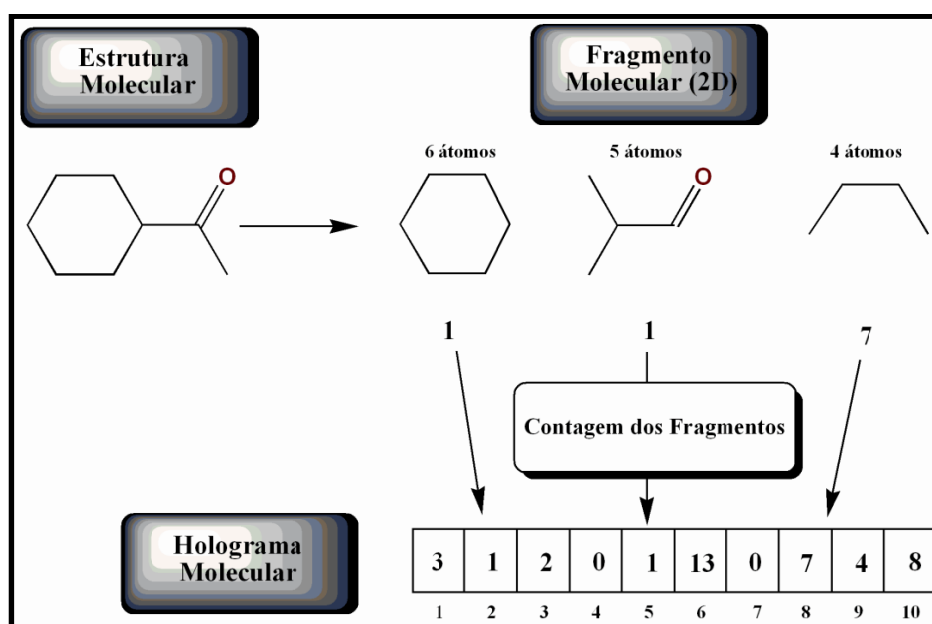 Estrutura
Molecular
Fragmento
Molecular (2D)
6 átomos
5 átomos
4 átomos
O
O
1
1
7
Contagem dos Fragmentos
Holograma
Molecular
3 1 2 0 1 13 0 7 4 8
1 2 3 4 5 6 7 8 9 10